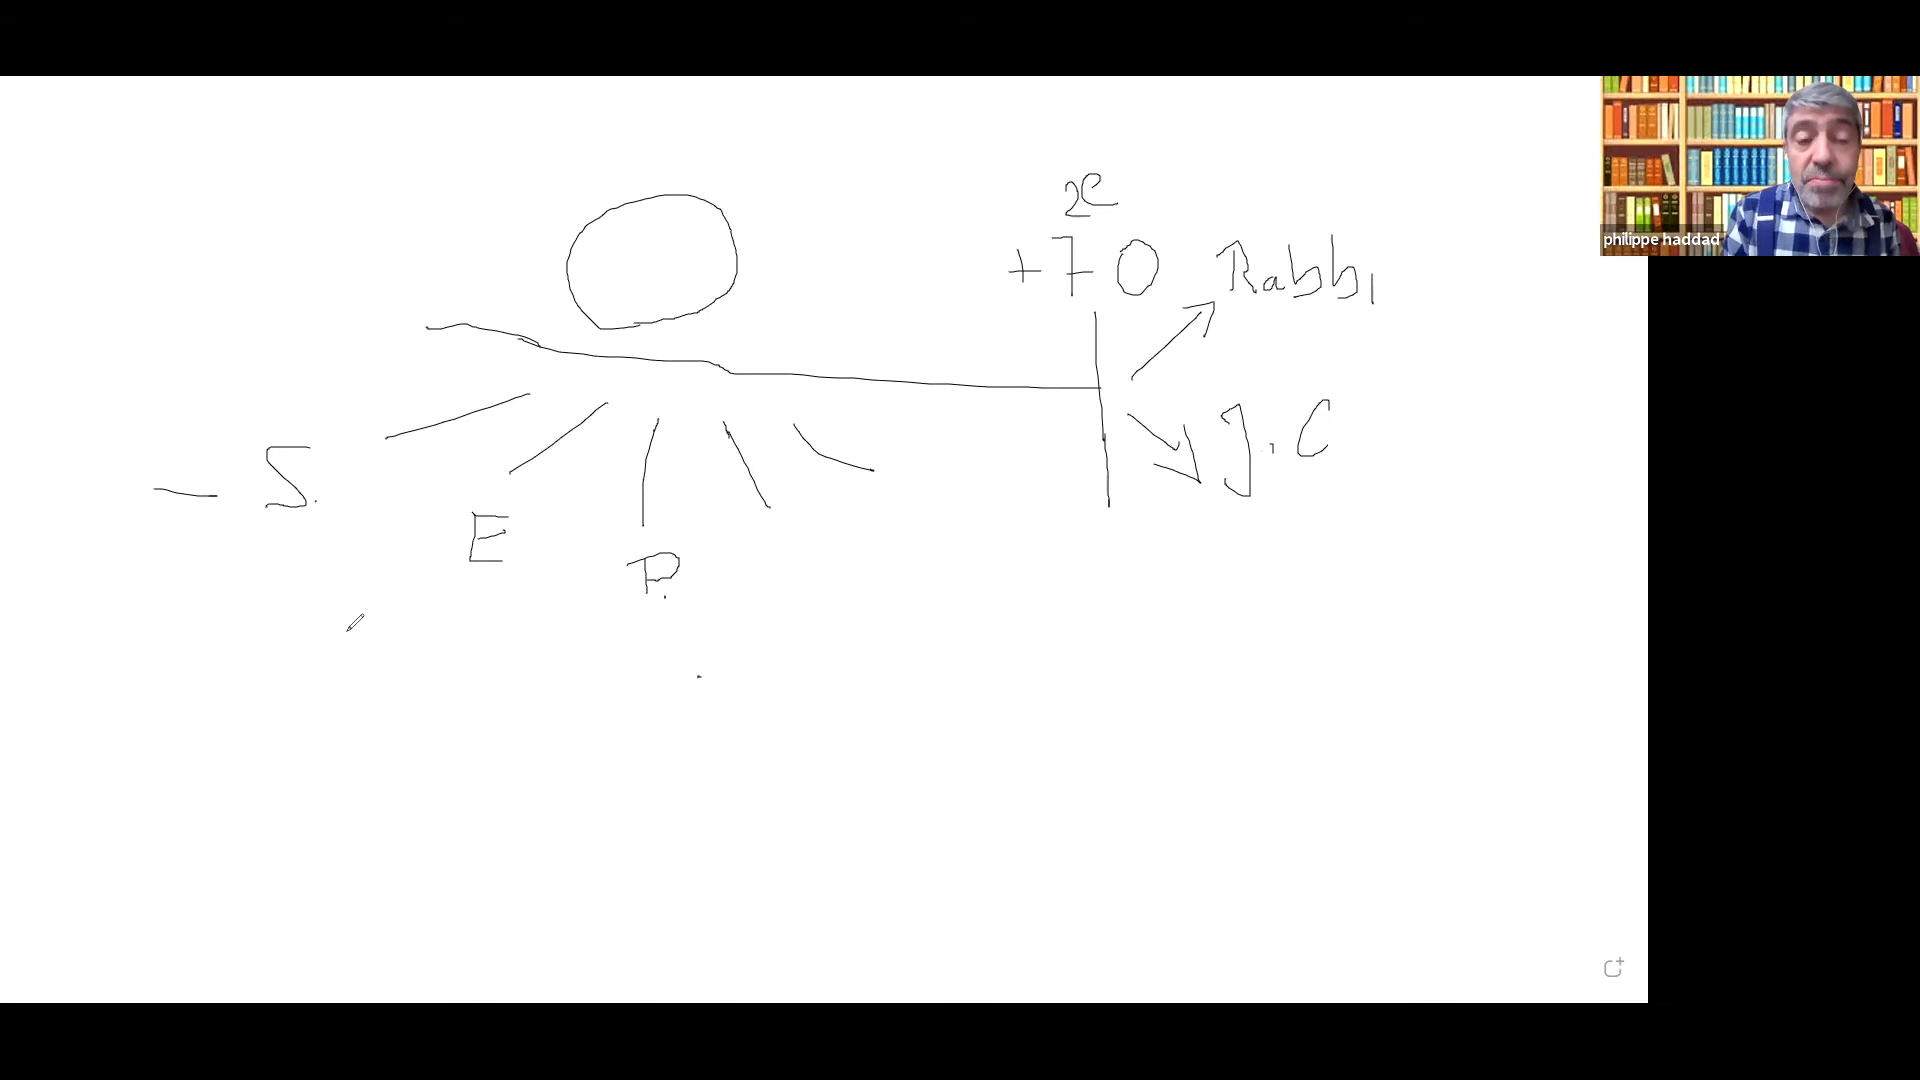 2e
+70 Rabbi
philippe haddad
J.C
- S.
E
P.